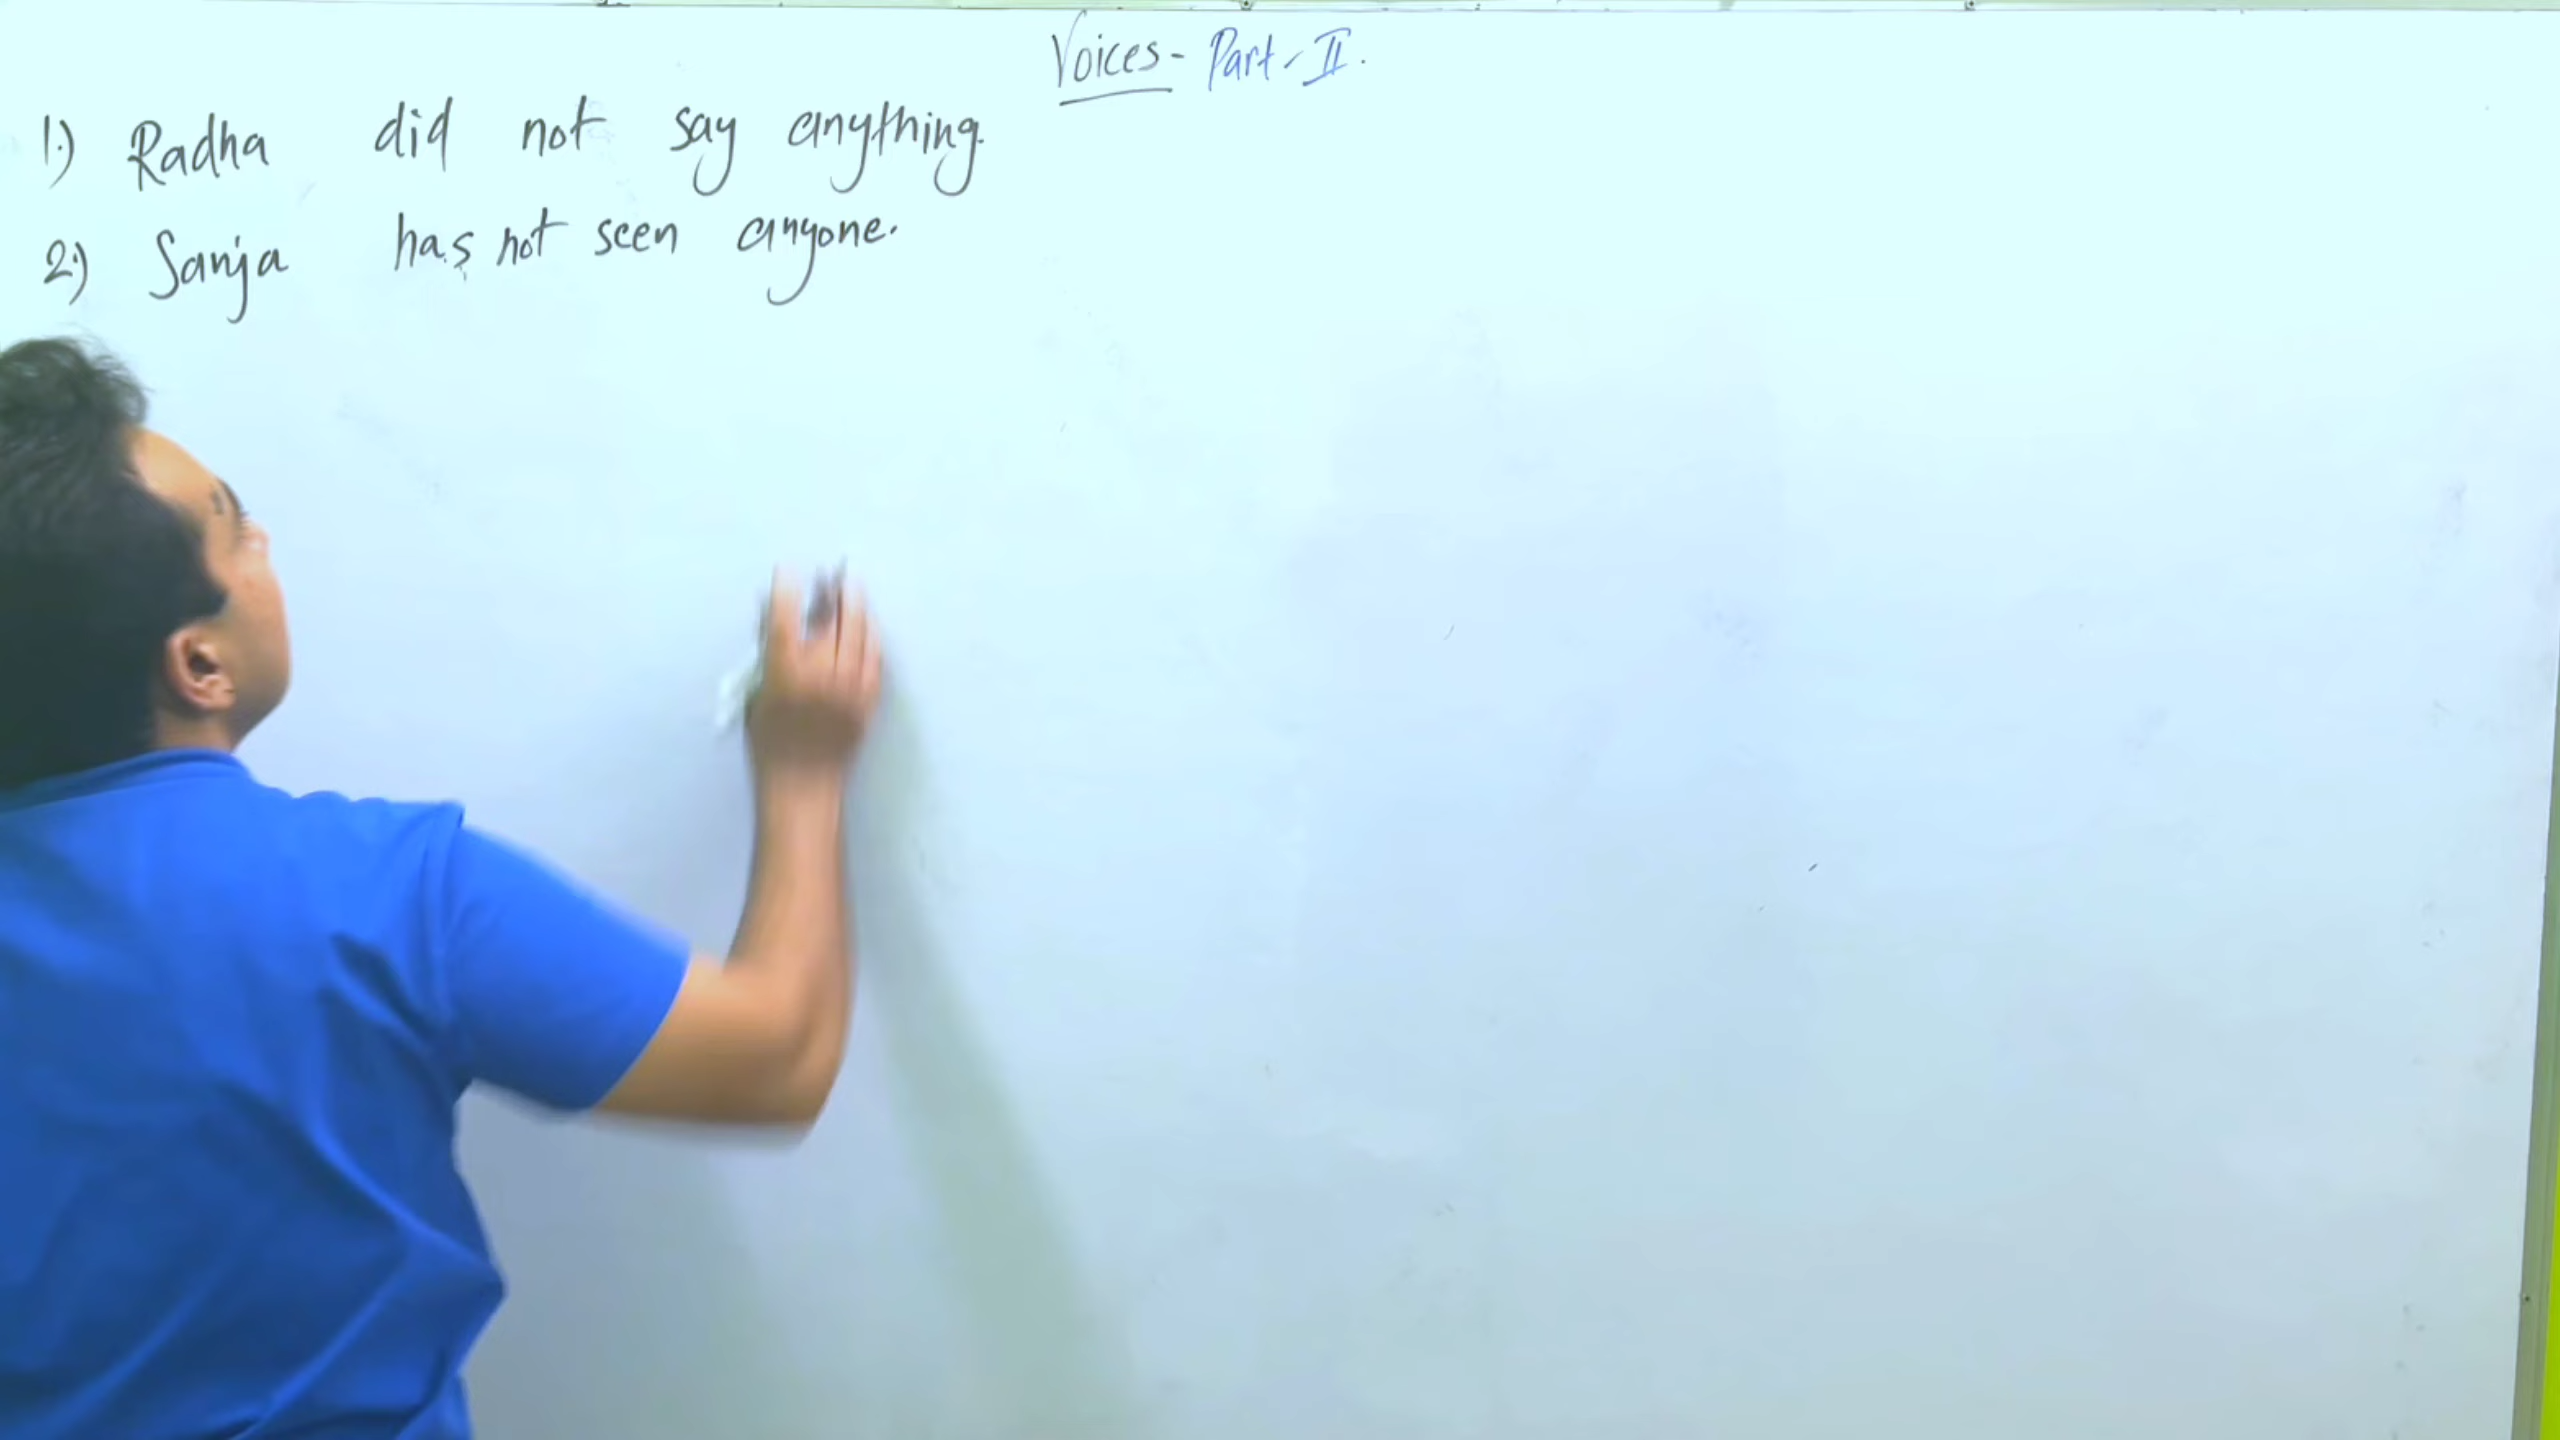 Voices - Part - II.
1.) Radha did not say anything.
2.) Sanja has not seen anyone.